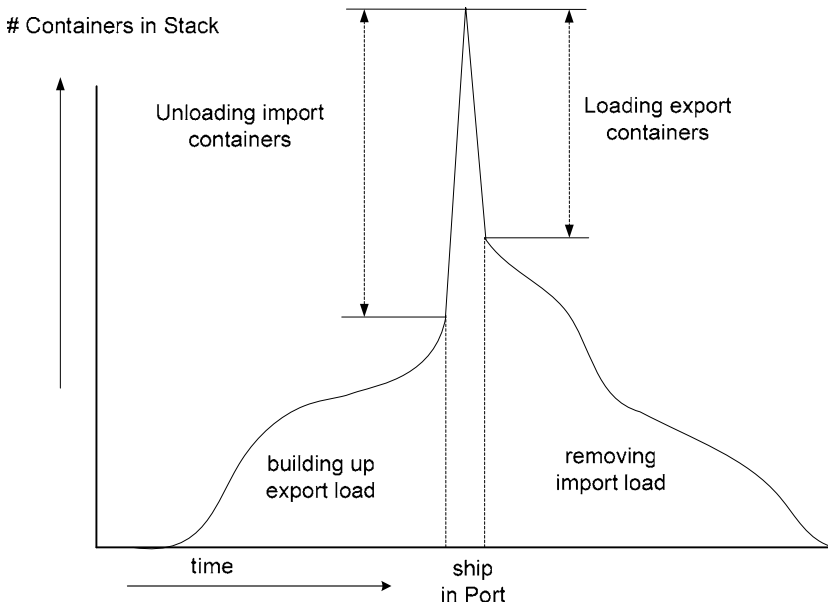 # Containers in Stack
Unloading import
containers
Loading export
containers
building up
export load
removing
import load
time
ship
in Port